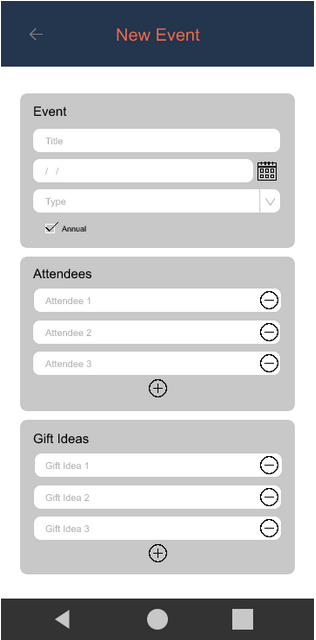 New Event
Event
Title
/ /
Type
Annual
Attendees
Attendee 1
Attendee 2
Attendee 3
Gift Ideas
Gift Idea 1
Gift Idea 2
Gift Idea 3